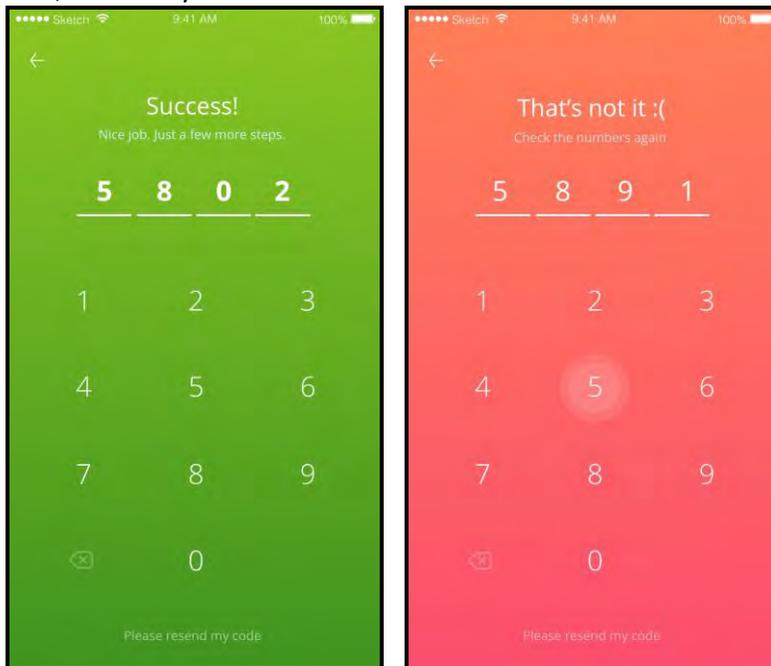 Sketch 9:41 AM 100%
Success!
Nice job. Just a few more steps.
5 8 0 2
1 2 3
4 5 6
7 8 9
0
Please resend my code
Sketch 9:41 AM 100%
That's not it :(
Check the numbers again
5 8 9 1
1 2 3
4 5 6
7 8 9
0
Please resend my code